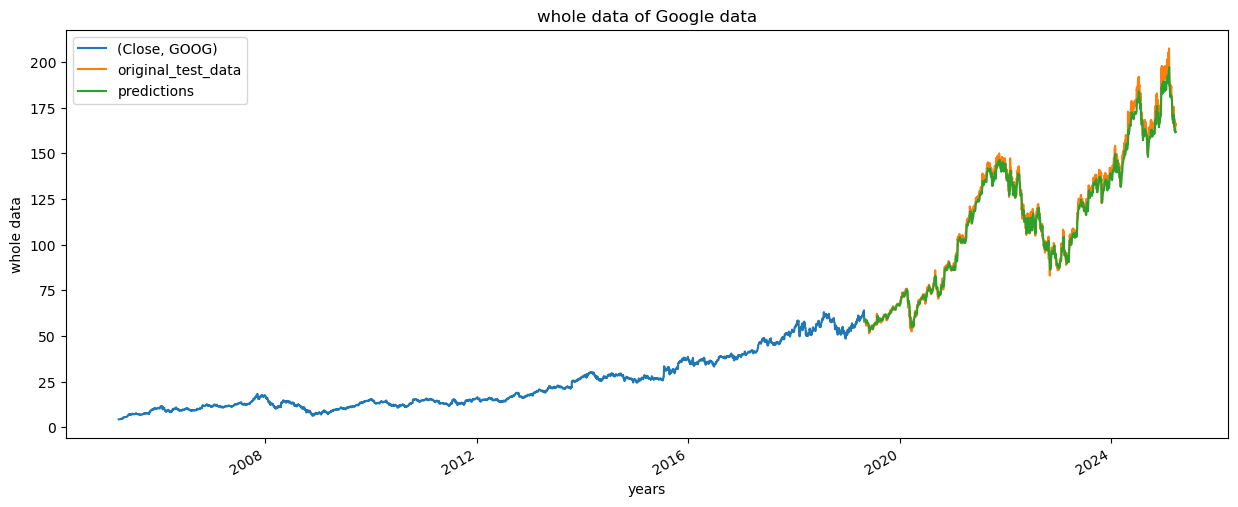 whole data of Google data
(Close, GOOG)
original_test_data
predictions
whole data
200
175
150
125
100
75
50
25
0
2008
2012
2016
2020
2024
years